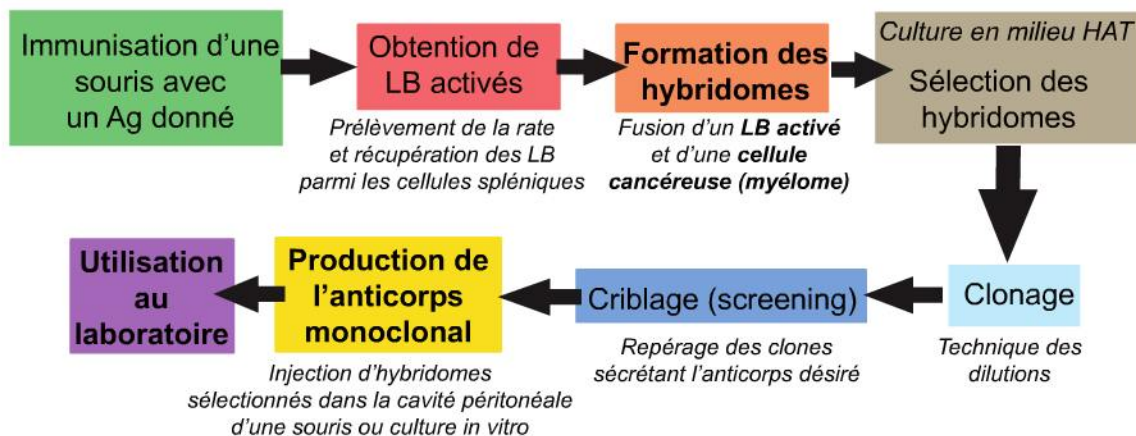 Immunisation d'une
souris avec
un Ag donné
Obtention de
LB activés
Prélèvement de la rate
et récupération des LB
parmi les cellules spléniques
Formation des
hybridomes
Fusion d'un LB activé
et d'une cellule
cancéreuse (myélome)
Culture en milieu HAT
Sélection des
hybridomes
Clonage
Technique des
dilutions
Criblage (screening)
Repérage des clones
sécrétant l'anticorps désiré
Production de
l'anticorps
monoclonal
Injection d'hybridomes
sélectionnés dans la cavité péritonéale
d'une souris ou culture in vitro
Utilisation
au
laboratoire